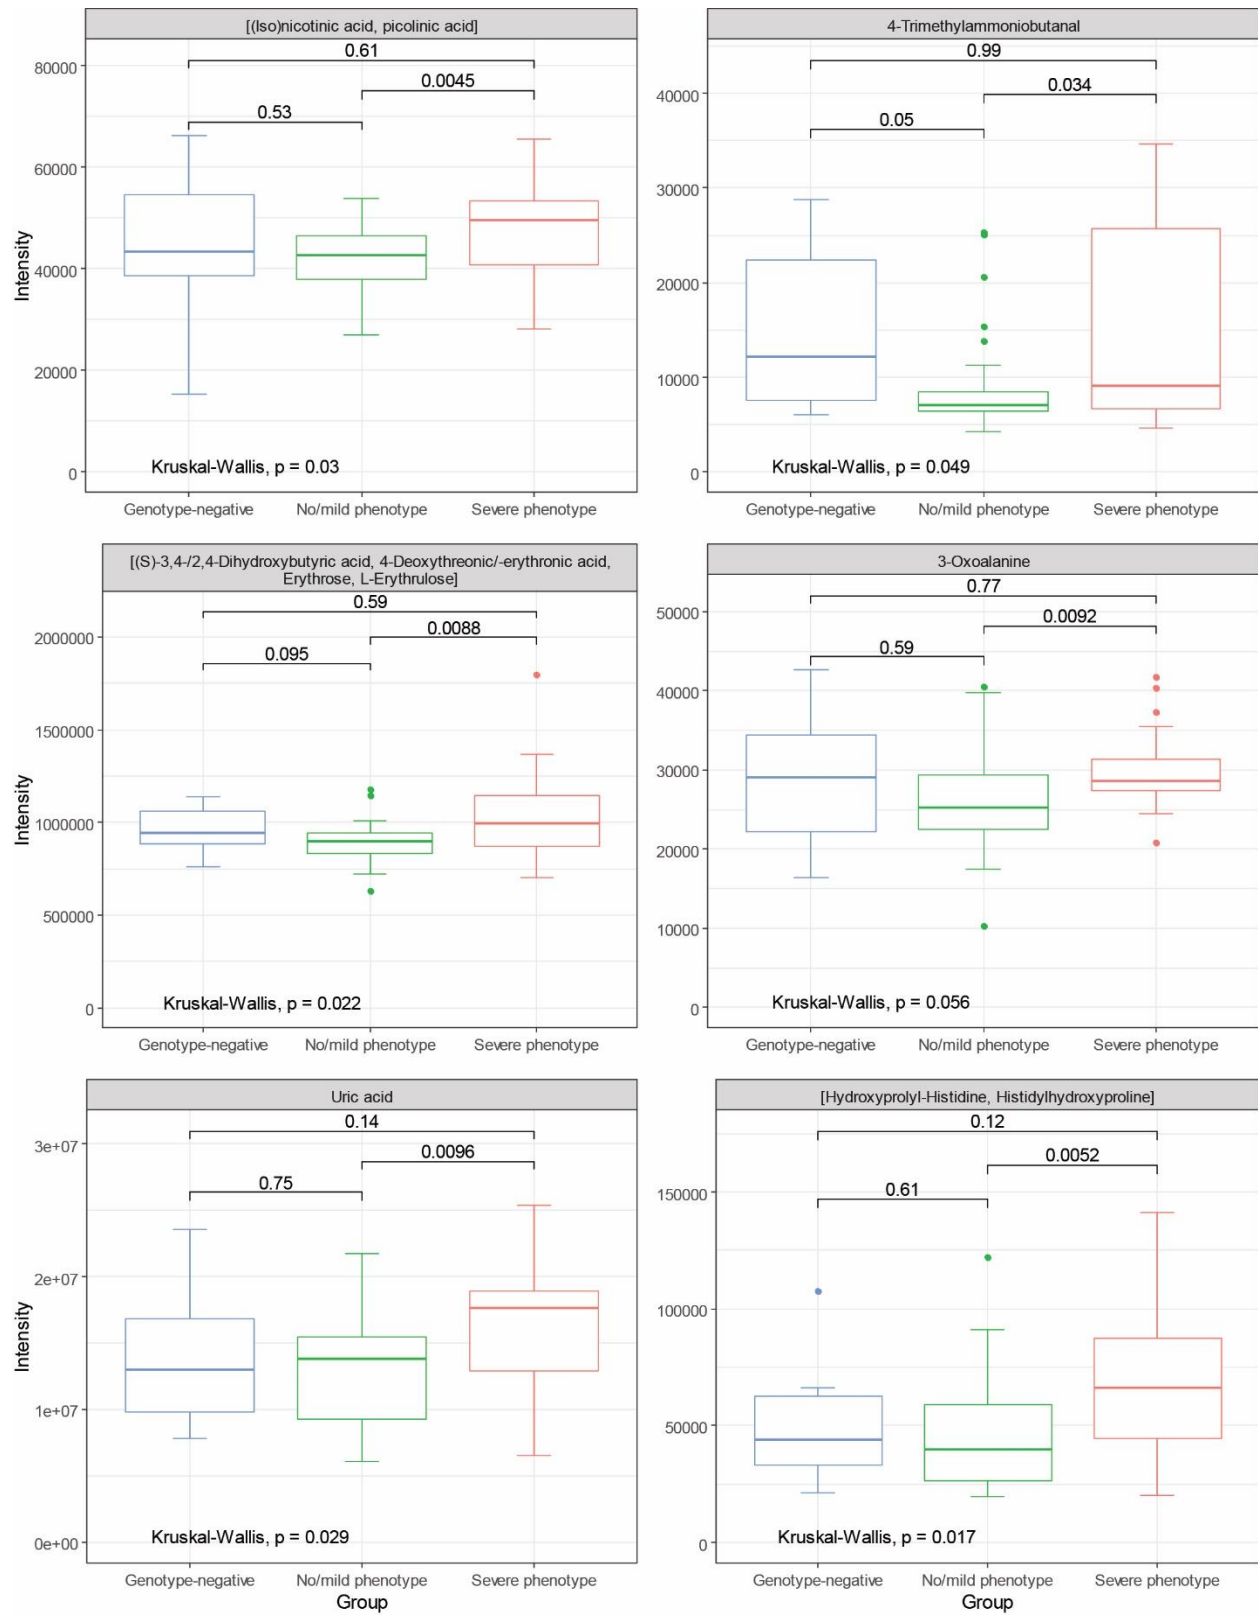 [(Iso)nicotinic acid, picolinic acid]
0.61
0.0045
0.53
80000
60000
40000
20000
0
Intensity
Kruskal-Wallis, p = 0.03
Genotype-negative No/mild phenotype Severe phenotype
4-Trimethylammoniobutanal
0.99
0.034
0.05
40000
30000
20000
10000
0
Kruskal-Wallis, p = 0.049
Genotype-negative No/mild phenotype Severe phenotype
[(S)-3,4-/2,4-Dihydroxybutyric acid, 4-Deoxythreonic/-erythronic acid,
Erythrose, L-Erythrulose]
0.59
0.0088
0.095
2000000
1500000
1000000
500000
0
Intensity
Kruskal-Wallis, p = 0.022
Genotype-negative No/mild phenotype Severe phenotype
3-Oxoalanine
0.77
0.0092
0.59
50000
40000
30000
20000
10000
0
Kruskal-Wallis, p = 0.056
Genotype-negative No/mild phenotype Severe phenotype
Uric acid
0.14
0.0096
0.75
3e+07
2e+07
1e+07
0e+00
Intensity
Kruskal-Wallis, p = 0.029
Genotype-negative No/mild phenotype Severe phenotype
Group
[Hydroxyprolyl-Histidine, Histidylhydroxyproline]
0.12
0.0052
0.61
150000
100000
50000
0
Kruskal-Wallis, p = 0.017
Genotype-negative No/mild phenotype Severe phenotype
Group